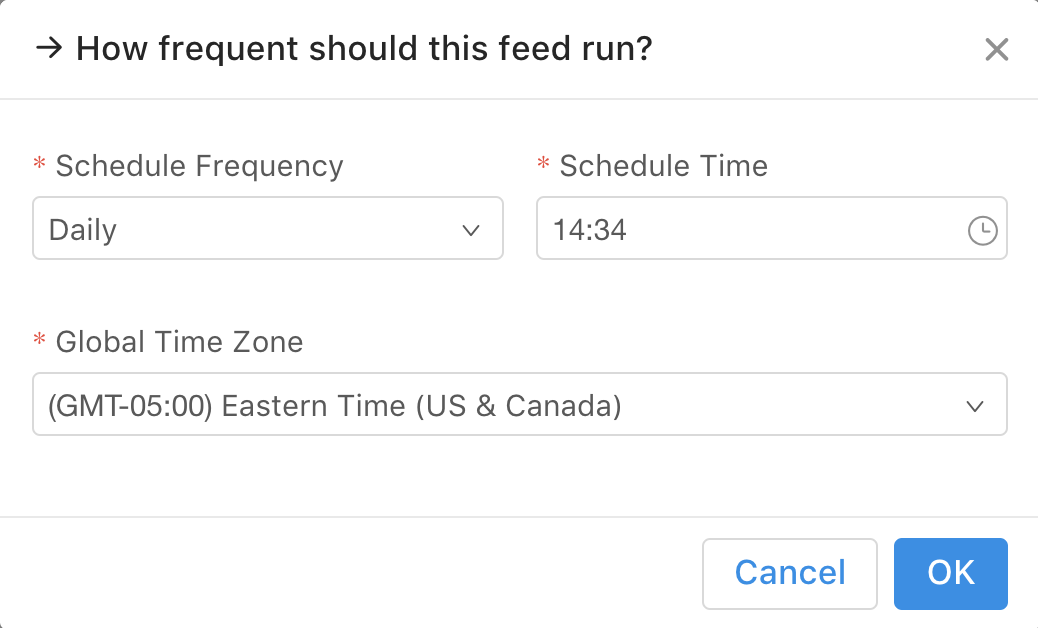 → How frequent should this feed run?
* Schedule Frequency
* Schedule Time
Daily
14:34
* Global Time Zone
(GMT-05:00) Eastern Time (US & Canada)
Cancel
OK